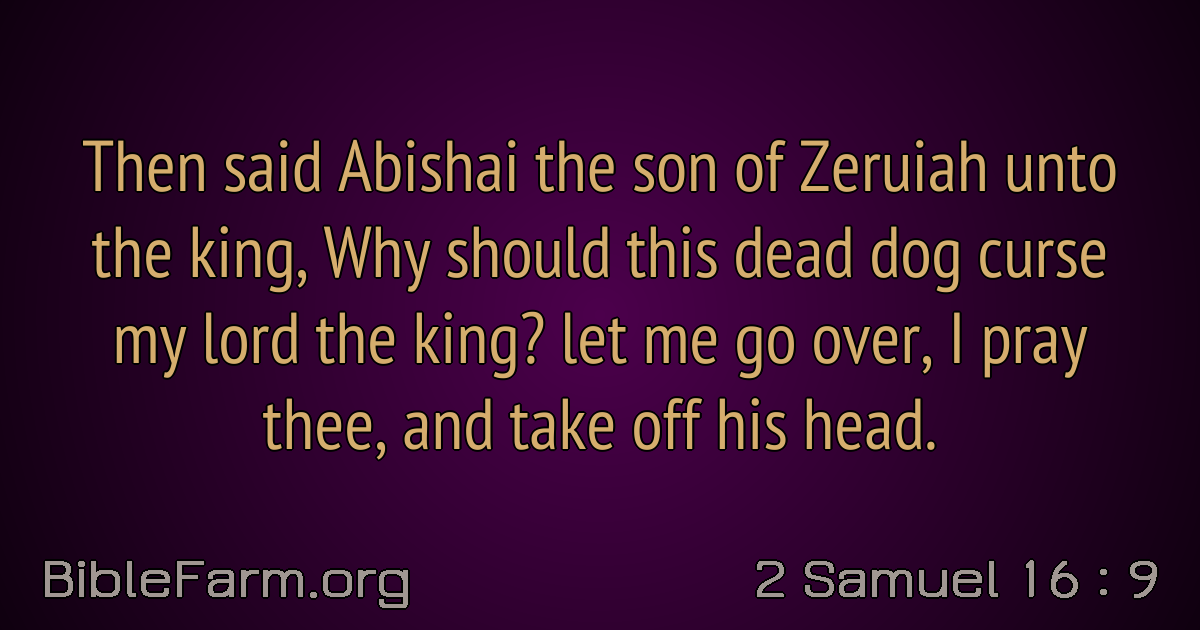 Then said Abishai the son of Zeruiah unto
the king, Why should this dead dog curse
my lord the king? let me go over, I pray
thee, and take off his head.
BibleFarm.org
2 Samuel 16 : 9